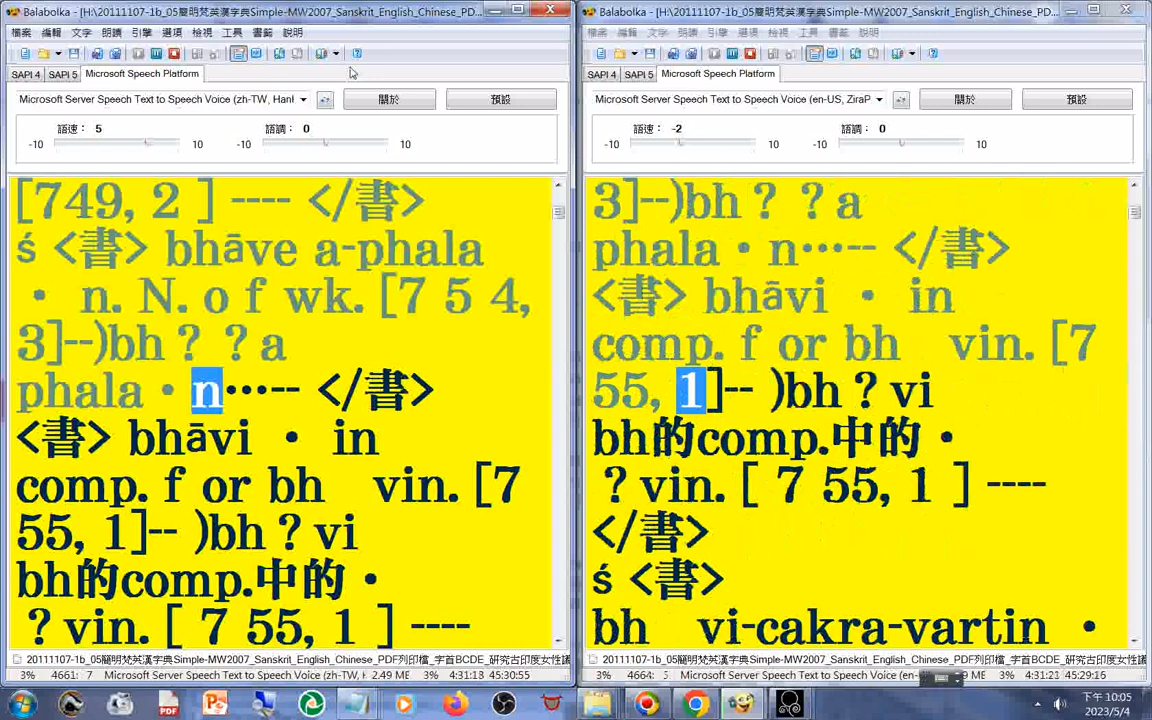 Balabolka - [H:\20111107-1b_05簡明梵英漢字典Simple-MW2007_Sanskrit_English_Chinese_PD...
檔案 編輯 文字 朗讀 引擎 選項 檢視 工具 書籤 說明
SAPI 4 SAPI 5 Microsoft Speech Platform
Microsoft Server Speech Text to Speech Voice (zh-TW, HanI 關於 預設
語速： 5 語調： 0
-10 10 -10 10
[749, 2 ] ---- </書>
ś <書> bhāve a-phala
• n. N. o f wk. [7 5 4,
3]--)bh ? ? a
phala • n…-- </書>
<書> bhāvi • in
comp. f or bh vin. [7
55, 1]-- )bh ? vi
bh的comp.中的 •
? vin. [ 7 55, 1 ] ----
20111107-1b_05簡明梵英漢字典Simple-MW2007_Sanskrit_English_Chinese_PDF列印檔_字首BCDE_研究古印度女性議
3% 4661: 7 Microsoft Server Speech Text to Speech Voice (zh-TW, 2.49 ME 3% 4:31:13 45:30:55
Balabolka - [H:\20111107-1b_05簡明梵英漢字典Simple-MW2007_Sanskrit_English_Chinese_PD...
檔案 編輯 文字 朗讀 引擎 選項 檢視 工具 書籤 說明
SAPI 4 SAPI 5 Microsoft Speech Platform
Microsoft Server Speech Text to Speech Voice (en-US, ZiraP 關於 預設
語速： -2 語調： 0
-10 10 -10 10
3]--)bh ? ? a
phala • n…-- </書>
<書> bhāvi • in
comp. f or bh vin. [7
55, 1]-- )bh ? vi
bh的comp.中的 •
? vin. [ 7 55, 1 ] ----
</書>
ś <書>
bh vi-cakra-vartin •
20111107-1b_05簡明梵英漢字典Simple-MW2007_Sanskrit_English_Chinese_PDF列印檔_字首BCDE_研究古印度女性議
3% 4664: Microsoft Server Speech Text to Speech Voice (en-US, ME 3% 4:31:21 45:29:16
下午 10:05
2023/5/4